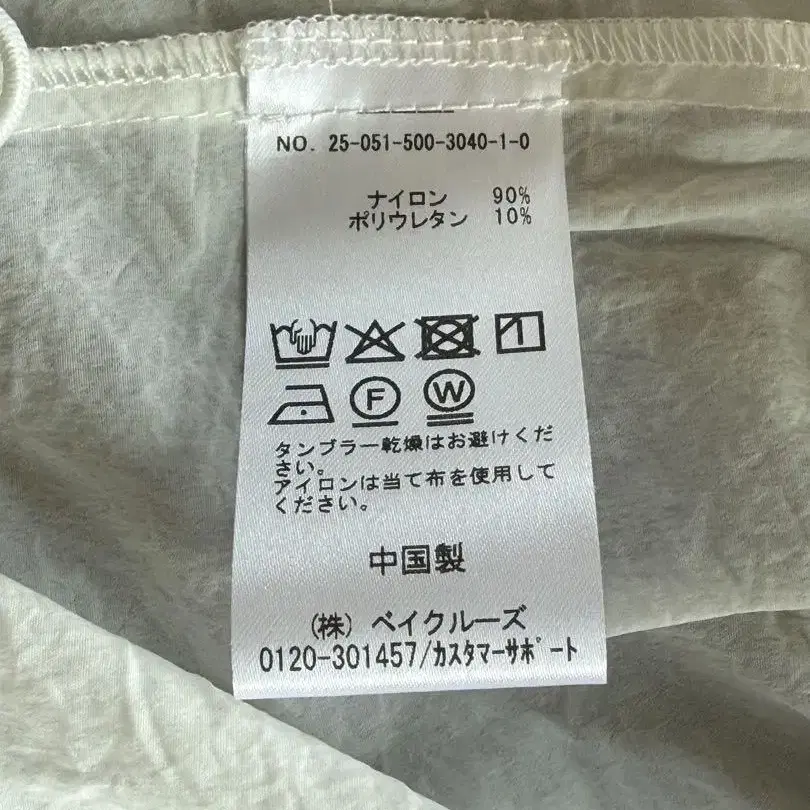 NO. 25-051-500-3040-1-0
ナイロン 90%
ポリウレタン 10%
F W
タンブラー乾燥はお避けくだ
さい。
アイロンは当て布を使用して
ください。
中国製
(株) ベイクルーズ
0120-301457/カスタマーサポート